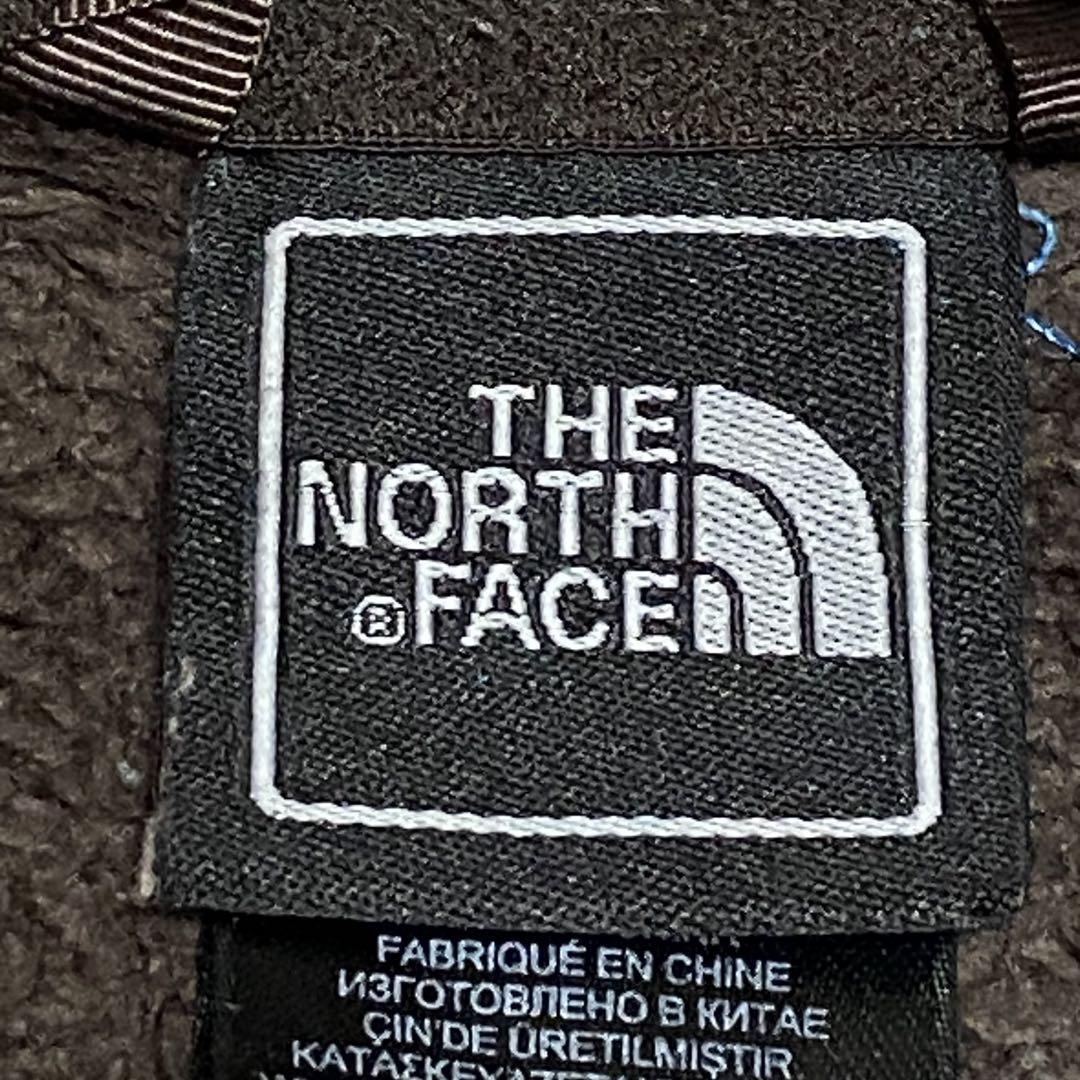 THE
NORTH
®FACE
FABRIQUÉ EN CHINE
ИЗГОТОВЛЕНО В КИТАЕ
ÇIN'DE ÜRETILMIŞTIR